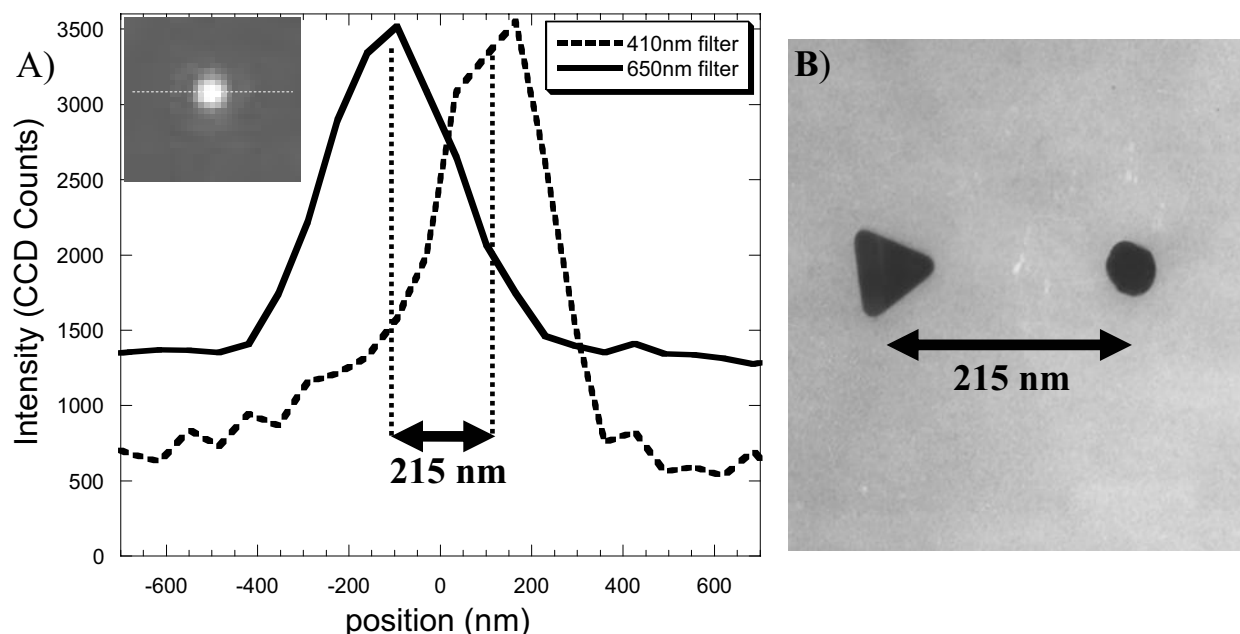 A)
3500
3000
2500
2000
1500
1000
500
0
Intensity (CCD Counts)
410nm filter
650nm filter
215 nm
-600 -400 -200 0 200 400 600
position (nm)
B)
215 nm